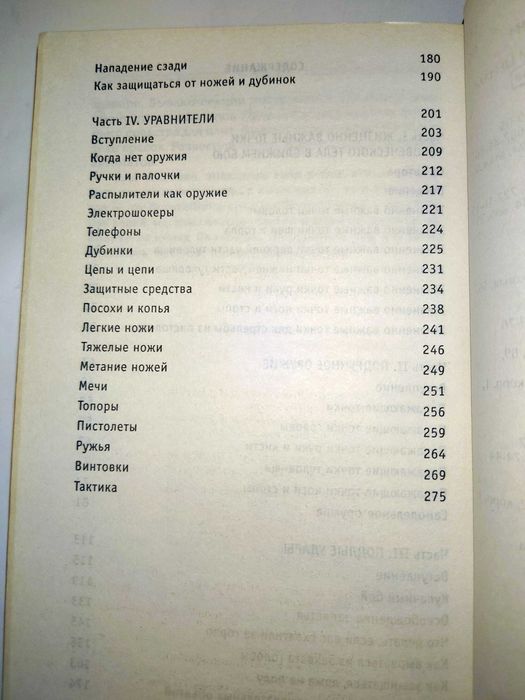 Нападение сзади 180
Как защищаться от ножей и дубинок 190
Часть IV. УРАВНИТЕЛИ 201
Вступление 203
Когда нет оружия 209
Ручки и палочки 212
Распылители как оружие 217
Электрошокеры 221
Телефоны 224
Дубинки 225
Цепы и цепи 231
Защитные средства 234
Посохи и копья 238
Легкие ножи 241
Тяжелые ножи 246
Метание ножей 249
Мечи 251
Топоры 256
Пистолеты 259
Ружья 264
Винтовки 269
Тактика 275